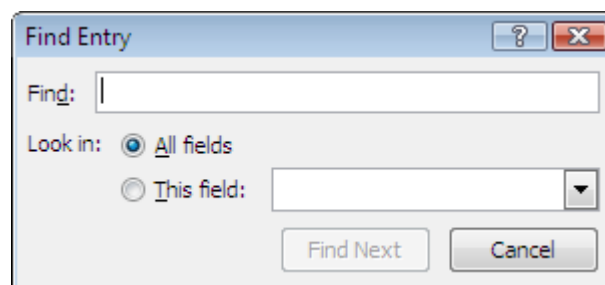 Find Entry
Find:
Look in: All fields
This field:
Find Next Cancel